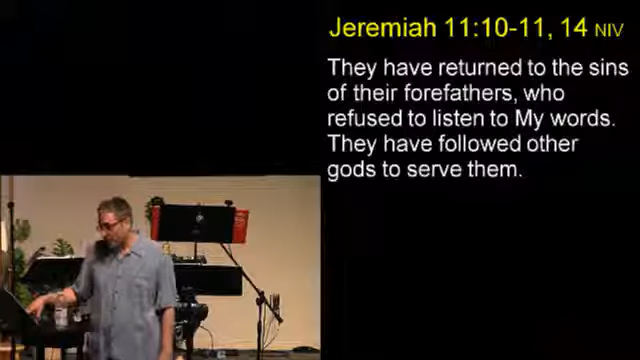 Jeremiah 11:10-11, 14 NIV
They have returned to the sins
of their forefathers, who
refused to listen to My words.
They have followed other
gods to serve them.